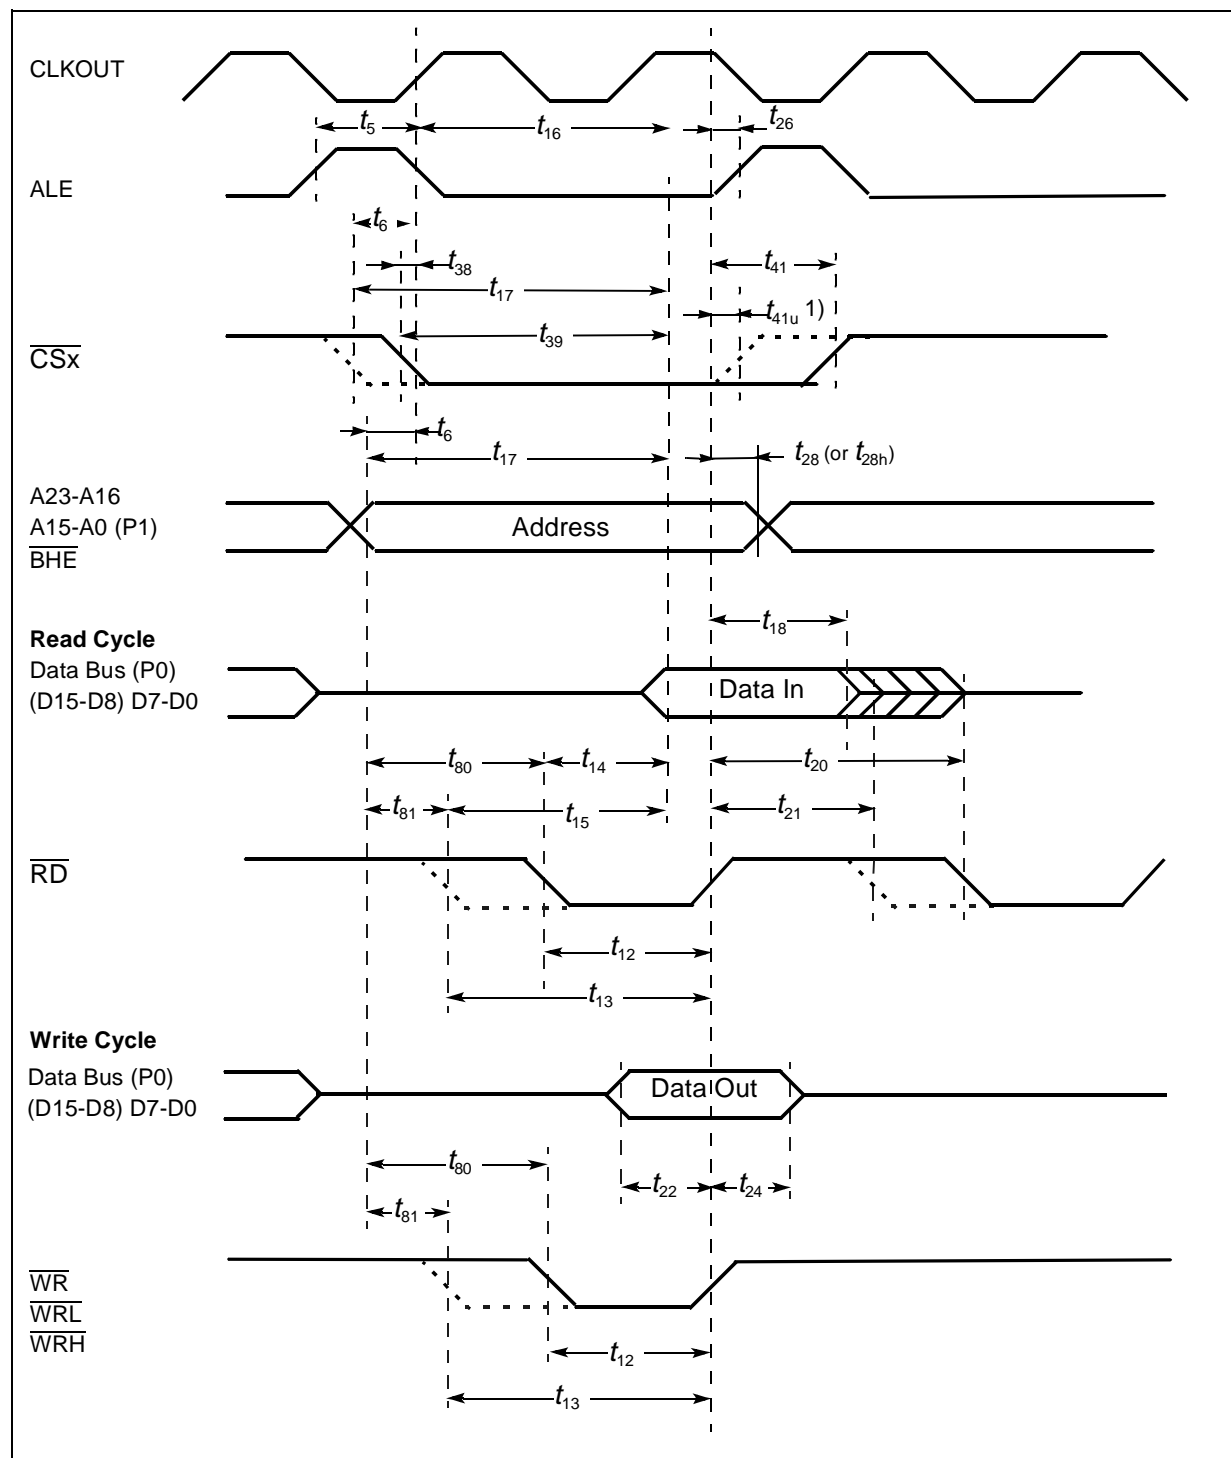 CLKOUT
t5
t16
t26
ALE
t6
t38
t41
t17
t41u 1)
t39
CSx
t6
t17
t28 (or t28h)
A23-A16
A15-A0 (P1)
Address
BHE
t18
Read Cycle
Data Bus (P0)
Data In
(D15-D8) D7-D0
t80
t14
t20
t81
t15
t21
RD
t12
t13
Write Cycle
Data Bus (P0)
Data Out
(D15-D8) D7-D0
t80
t22
t24
t81
WR
WRL
WRH
t12
t13